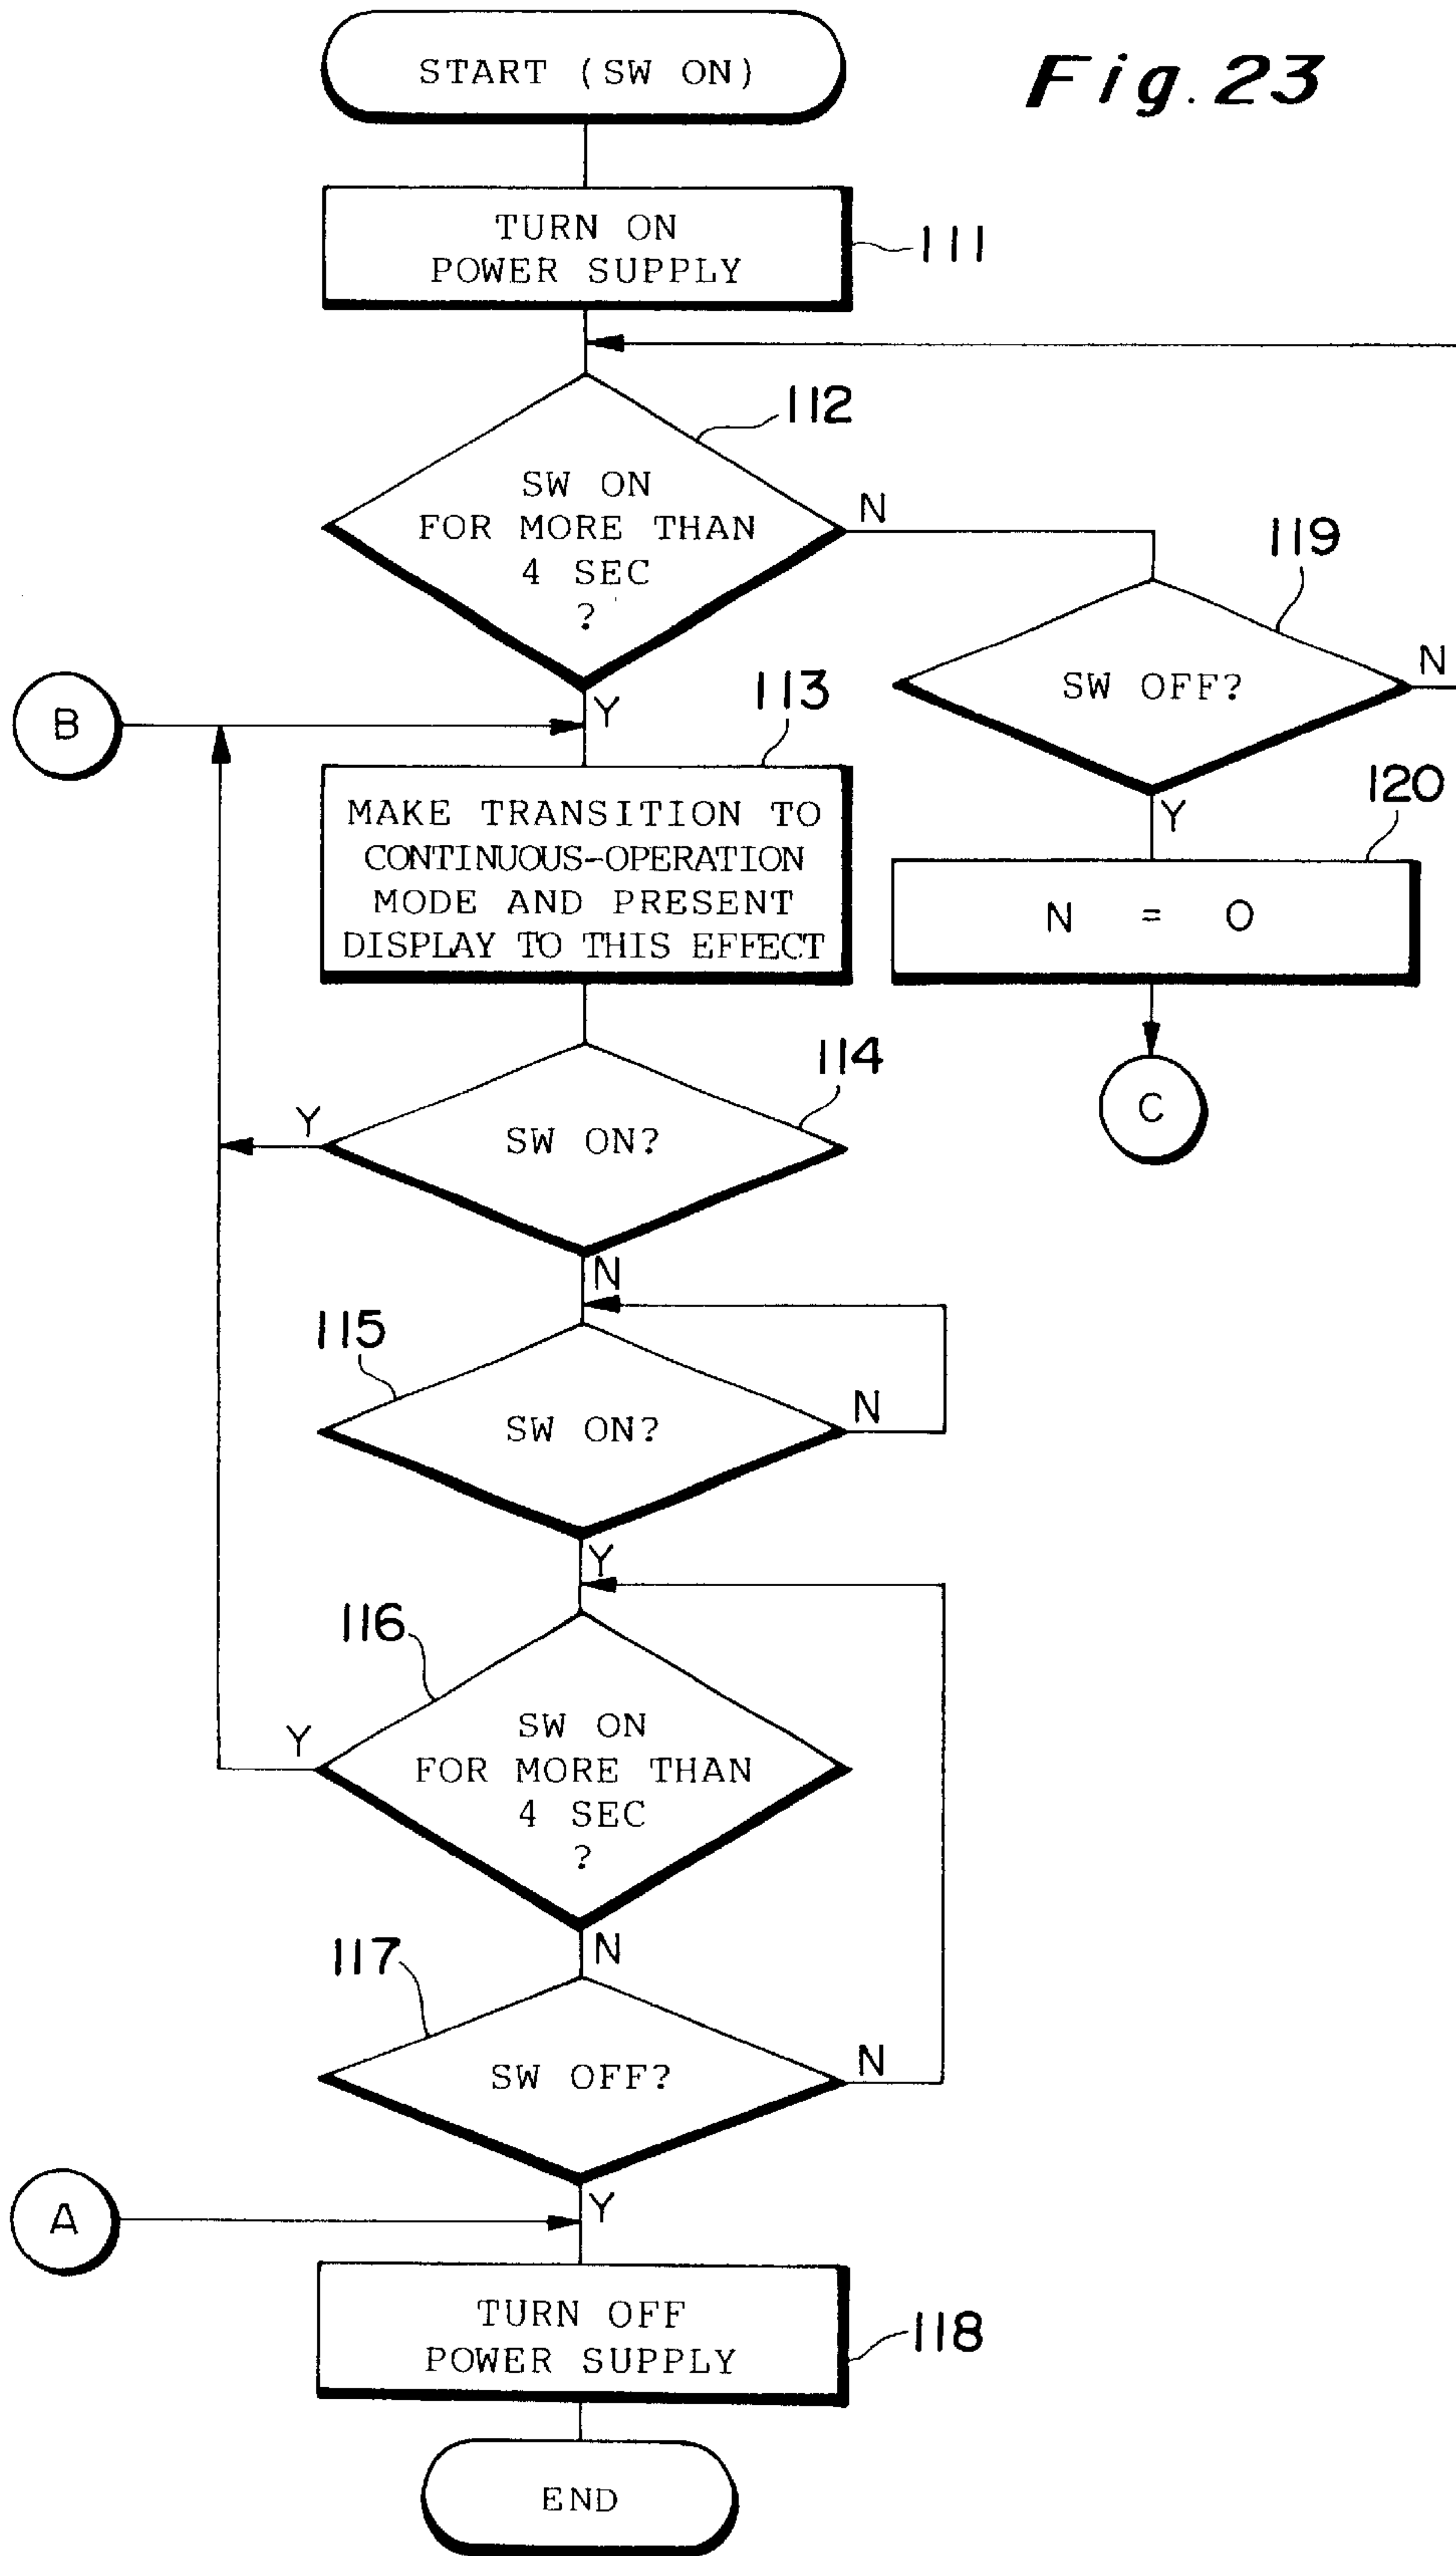 Fig. 23
START (SW ON)
TURN ON
POWER SUPPLY
111
112
SW ON
FOR MORE THAN
4 SEC
?
N
Y
119
SW OFF?
N
Y
120
N = 0
C
B
113
MAKE TRANSITION TO
CONTINUOUS-OPERATION
MODE AND PRESENT
DISPLAY TO THIS EFFECT
114
Y
SW ON?
N
115
SW ON?
N
Y
116
Y
SW ON
FOR MORE THAN
4 SEC
?
N
117
SW OFF?
N
Y
A
TURN OFF
POWER SUPPLY
118
END